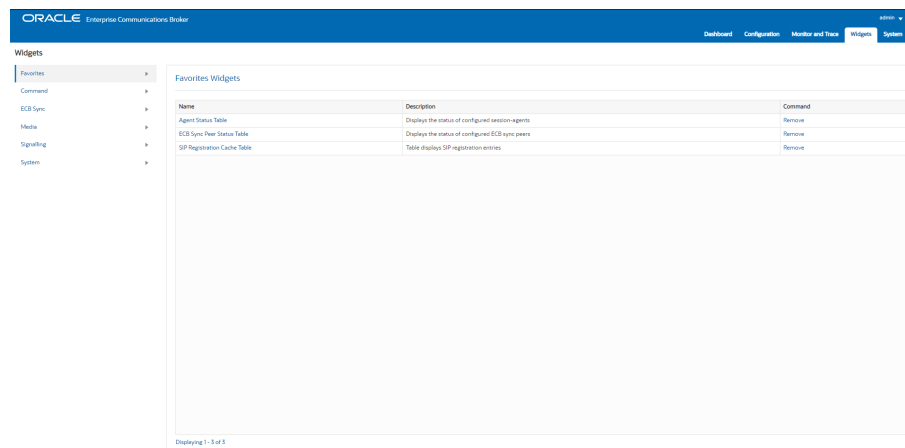 ORACLE Enterprise Communications Broker
admin
Dashboard Configuration Monitor and Trace Widgets System
Widgets
Favorites
Command
ECB Sync
Media
Signalling
System
Favorites Widgets
Name Description Command
Agent Status Table Displays the status of configured session-agents Remove
ECB Sync Peer Status Table Displays the status of configured ECB sync peers Remove
SIP Registration Cache Table Table displays SIP registration entries Remove
Displaying 1 - 3 of 3